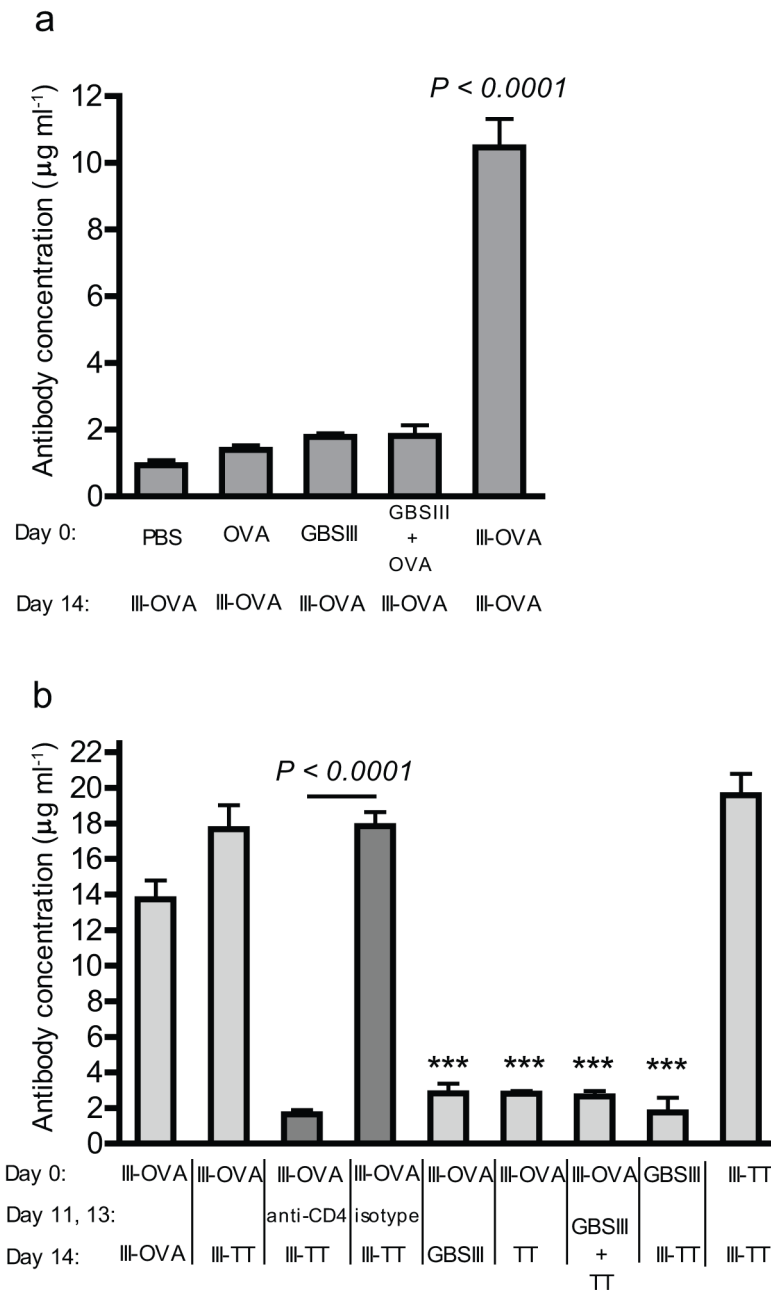 a
P < 0.0001
Antibody concentration (µg ml-1)
12
10
8
6
4
2
0
Day 0: PBS OVA GBSIII GBSIII + OVA III-OVA
Day 14: III-OVA III-OVA III-OVA III-OVA III-OVA
b
P < 0.0001
Antibody concentration (µg ml-1)
22
20
18
16
14
12
10
8
6
4
2
0
*** *** *** ***
Day 0: III-OVA III-OVA III-OVA III-OVA III-OVA III-OVA III-OVA GBSIII III-TT
Day 11, 13: anti-CD4 isotype
Day 14: III-OVA III-TT III-TT III-TT GBSIII TT GBSIII + TT III-TT III-TT